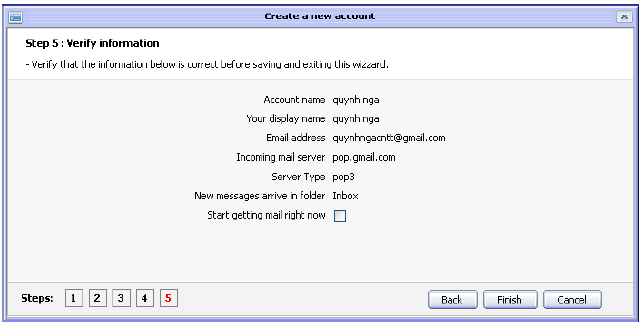 Create a new account
Step 5 : Verify information
- Verify that the information below is correct before saving and exiting this wizzard.
Account name quynh nga
Your display name quynh nga
Email address quynhngacntt@gmail.com
Incoming mail server pop.gmail.com
Server Type pop3
New messages arrive in folder Inbox
Start getting mail right now
Steps: 1 2 3 4 5 Back Finish Cancel